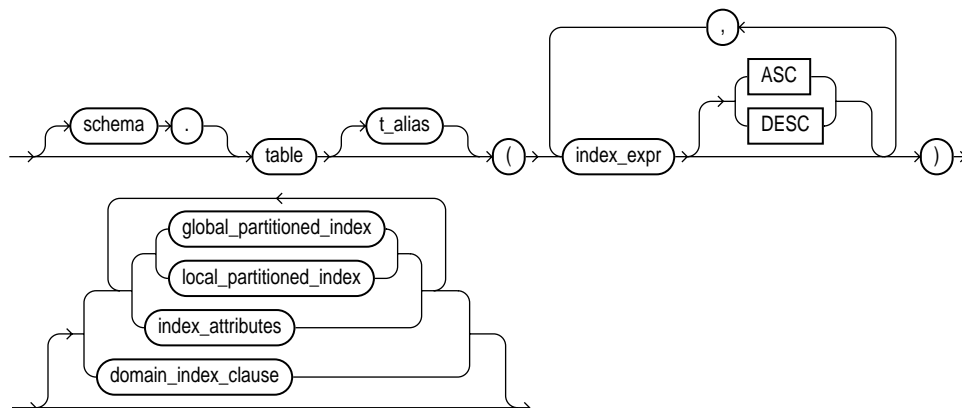 ,
ASC
schema . t_alias DESC
table ( index_expr )
global_partitioned_index
local_partitioned_index
index_attributes
domain_index_clause